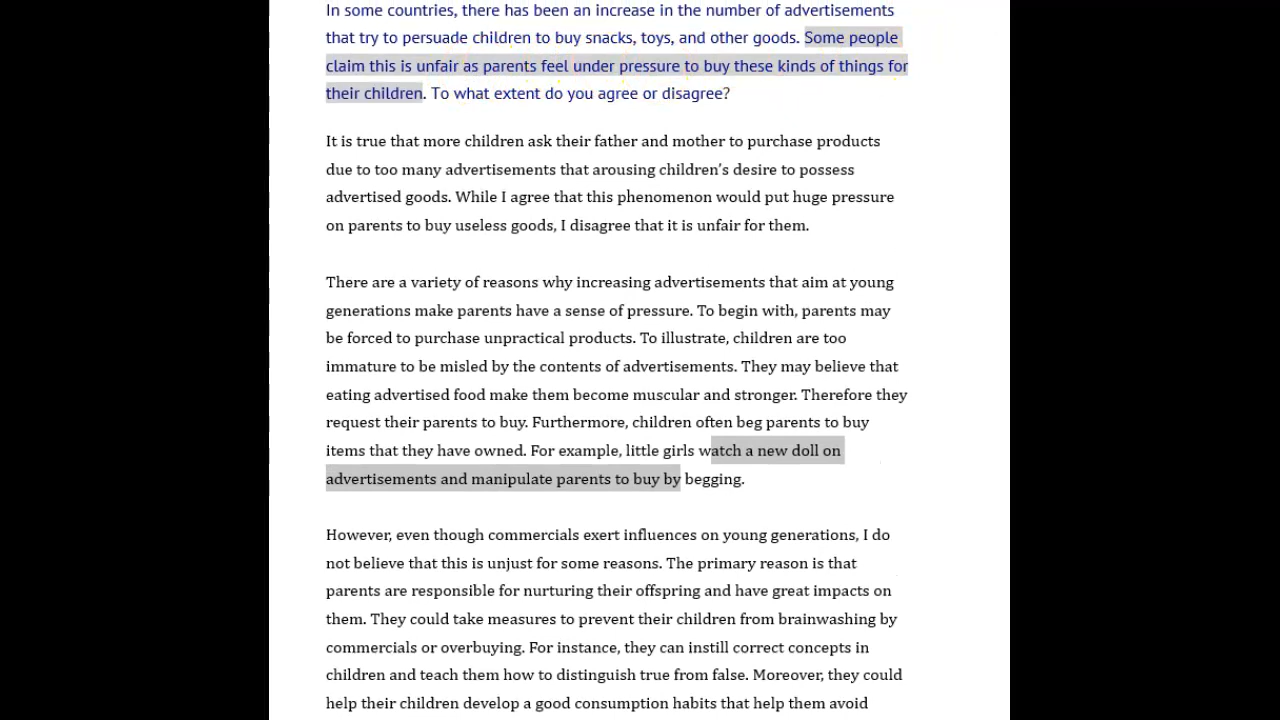 In some countries, there has been an increase in the number of advertisements
that try to persuade children to buy snacks, toys, and other goods. Some people
claim this is unfair as parents feel under pressure to buy these kinds of things for
their children. To what extent do you agree or disagree?
It is true that more children ask their father and mother to purchase products
due to too many advertisements that arousing children’s desire to possess
advertised goods. While I agree that this phenomenon would put huge pressure
on parents to buy useless goods, I disagree that it is unfair for them.
There are a variety of reasons why increasing advertisements that aim at young
generations make parents have a sense of pressure. To begin with, parents may
be forced to purchase unpractical products. To illustrate, children are too
immature to be misled by the contents of advertisements. They may believe that
eating advertised food make them become muscular and stronger. Therefore they
request their parents to buy. Furthermore, children often beg parents to buy
items that they have owned. For example, little girls watch a new doll on
advertisements and manipulate parents to buy by begging.
However, even though commercials exert influences on young generations, I do
not believe that this is unjust for some reasons. The primary reason is that
parents are responsible for nurturing their offspring and have great impacts on
them. They could take measures to prevent their children from brainwashing by
commercials or overbuying. For instance, they can instill correct concepts in
children and teach them how to distinguish true from false. Moreover, they could
help their children develop a good consumption habits that help them avoid